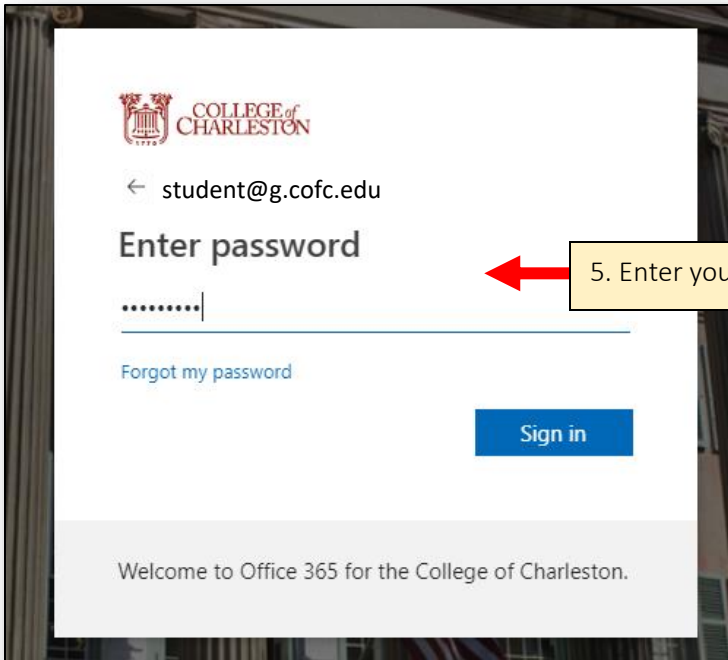 COLLEGE of
CHARLESTON
1770
← student@g.cofc.edu
Enter password
5. Enter you
•••••••••
Forgot my password
Sign in
Welcome to Office 365 for the College of Charleston.